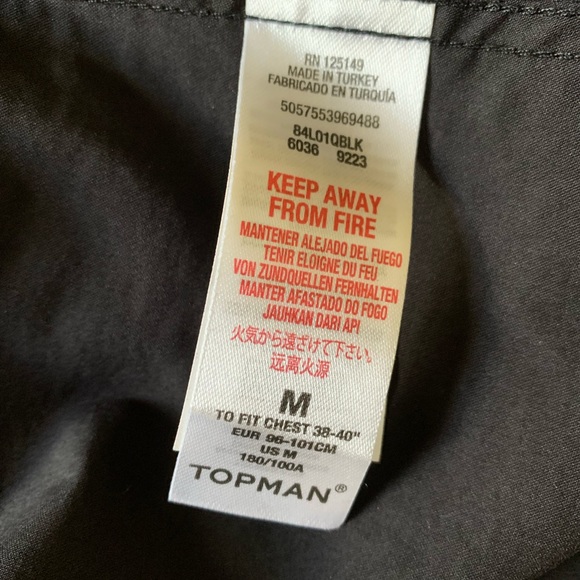 RN 125149
MADE IN TURKEY
FABRICADO EN TURQUÍA
5057553969488
84L01QBLK
6036 9223
KEEP AWAY
FROM FIRE
MANTENER ALEJADO DEL FUEGO
TENIR ELOIGNE DU FEU
VON ZUNDQUELLEN FERNHALTEN
MANTER AFASTADO DO FOGO
JAUHKAN DARI API
火気から遠ざけて下さい。
远离火源
M
TO FIT CHEST 38-40"
EUR 96-101CM
US M
180/100A
TOPMAN®